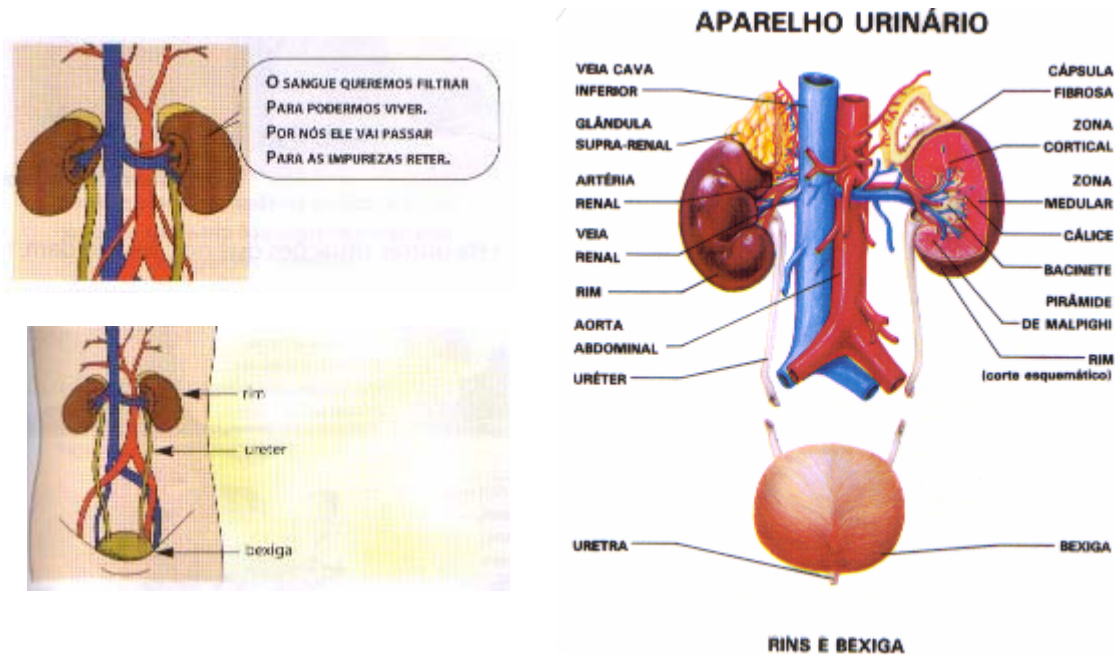 O SANGUE QUEREMOS FILTRAR
PARA PODERMOS VIVER.
POR NÓS ELE VAI PASSAR
PARA AS IMPUREZAS RETER.
rim
ureter
bexiga
APARELHO URINÁRIO
VEIA CAVA
INFERIOR
GLÂNDULA
SUPRA-RENAL
ARTÉRIA
RENAL
VEIA
RENAL
RIM
AORTA
ABDOMINAL
URÉTER
CÁPSULA
FIBROSA
ZONA
CORTICAL
ZONA
MEDULAR
CÁLICE
BACINETE
PIRÂMIDE
DE MALPIGHI
RIM
(corte esquemático)
URETRA
BEXIGA
RINS E BEXIGA